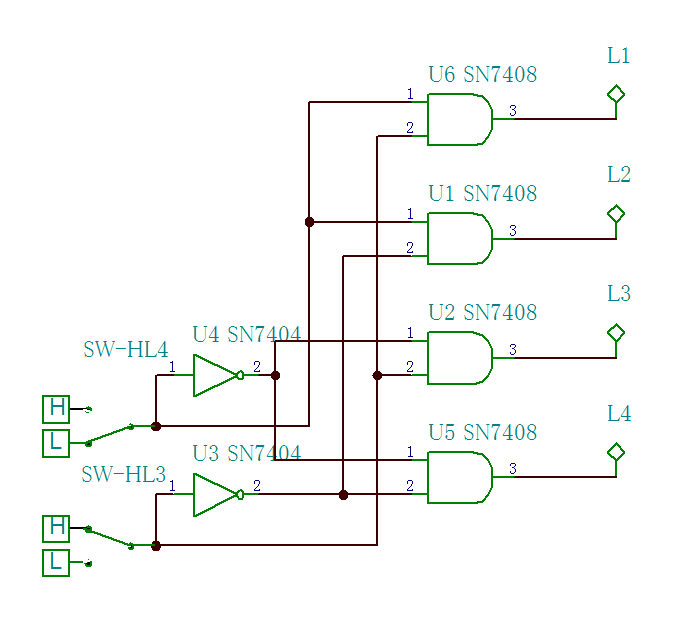 L1
U6 SN7408
1
3
2
L2
U1 SN7408
1
3
2
L3
U2 SN7408
U4 SN7404
1
SW-HL4
3
1
2
2
H
L4
L
U5 SN7408
U3 SN7404
1
SW-HL3
3
1
2
2
H
L